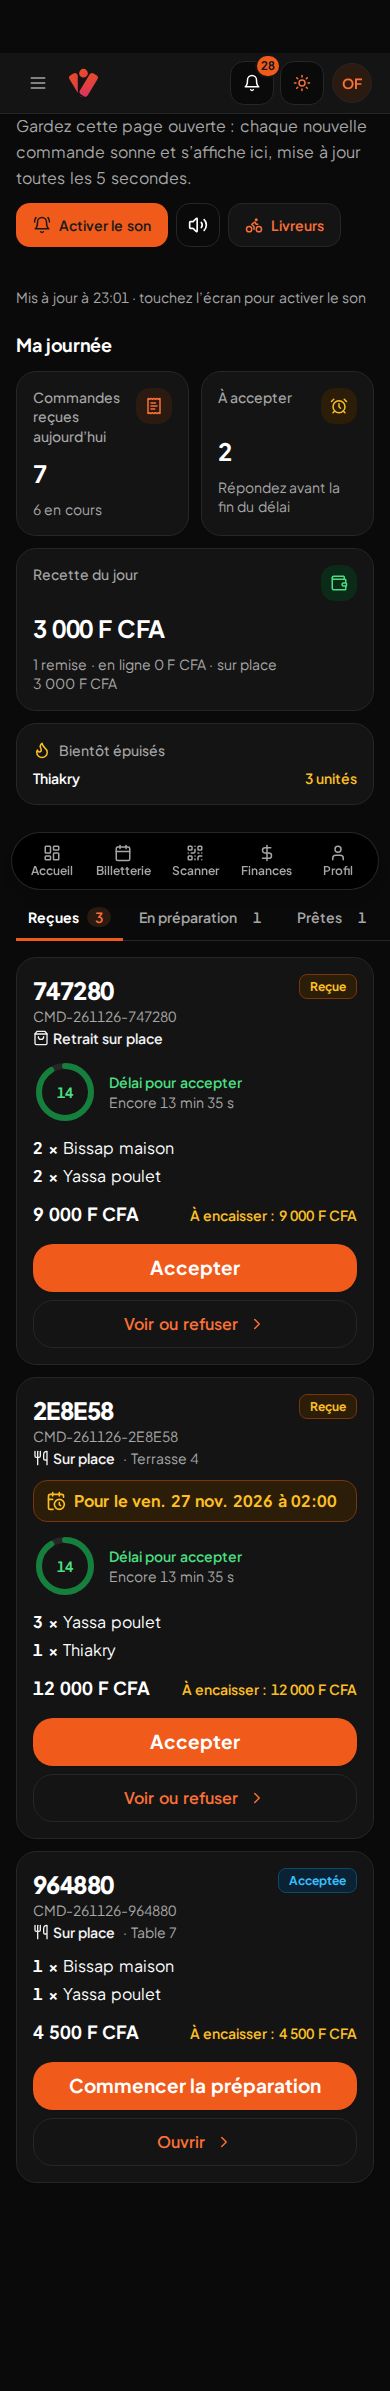 28
OF
Gardez cette page ouverte : chaque nouvelle
commande sonne et s'affiche ici, mise à jour
toutes les 5 secondes.
Activer le son
Livreurs
Mis à jour à 23:01 · touchez l'écran pour activer le son
Ma journée
Commandes
reçues
aujourd'hui
7
6 en cours
À accepter
2
Répondez avant la
fin du délai
Recette du jour
3 000 F CFA
1 remise · en ligne 0 F CFA · sur place
3 000 F CFA
Bientôt épuisés
Thiakry 3 unités
Accueil Billetterie Scanner Finances Profil
Reçues 3 En préparation 1 Prêtes 1
747280 Reçue
CMD-261126-747280
Retrait sur place
14
Délai pour accepter
Encore 13 min 35 s
2 × Bissap maison
2 × Yassa poulet
9 000 F CFA À encaisser : 9 000 F CFA
Accepter
Voir ou refuser
2E8E58 Reçue
CMD-261126-2E8E58
Sur place · Terrasse 4
Pour le ven. 27 nov. 2026 à 02:00
14
Délai pour accepter
Encore 13 min 35 s
3 × Yassa poulet
1 × Thiakry
12 000 F CFA À encaisser : 12 000 F CFA
Accepter
Voir ou refuser
964880 Acceptée
CMD-261126-964880
Sur place · Table 7
1 × Bissap maison
1 × Yassa poulet
4 500 F CFA À encaisser : 4 500 F CFA
Commencer la préparation
Ouvrir